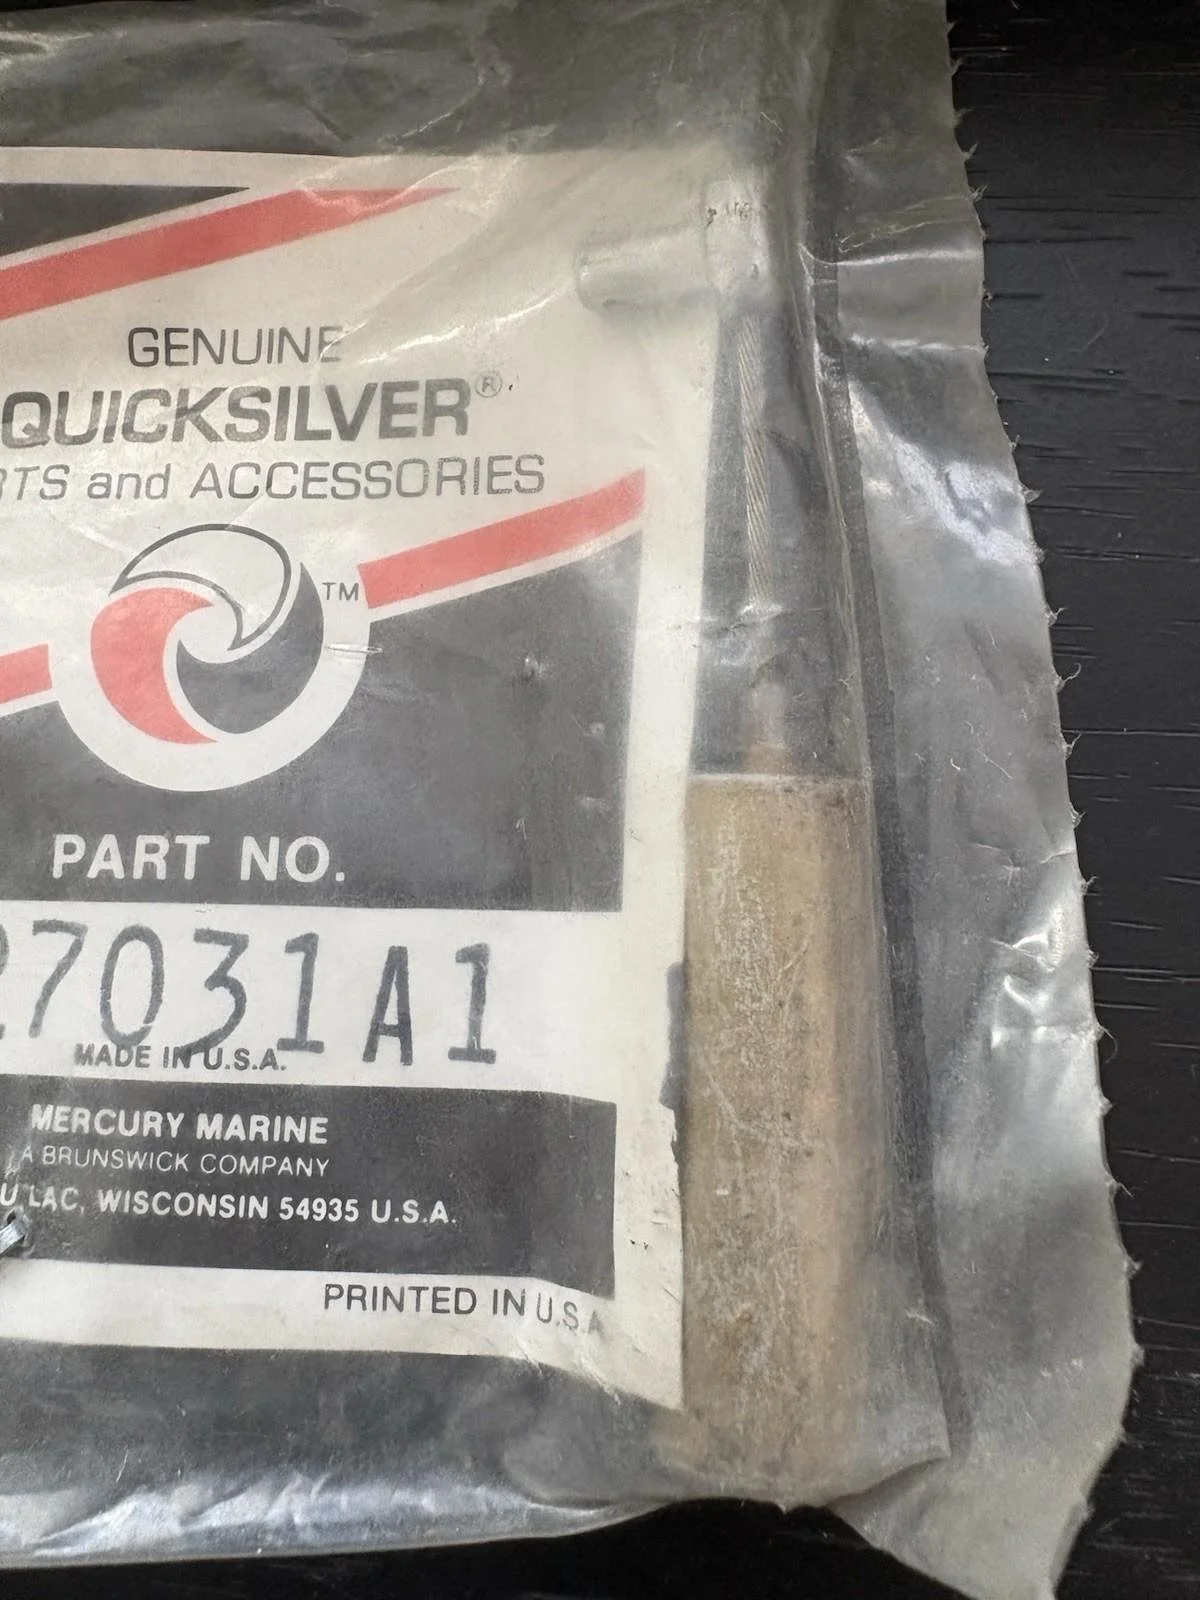 GENUINE
QUICKSILVER®
RTS and ACCESSORIES
TM
PART NO.
27031A1
MADE IN U.S.A.
MERCURY MARINE
A BRUNSWICK COMPANY
U LAC, WISCONSIN 54935 U.S.A.
PRINTED IN U.S.A